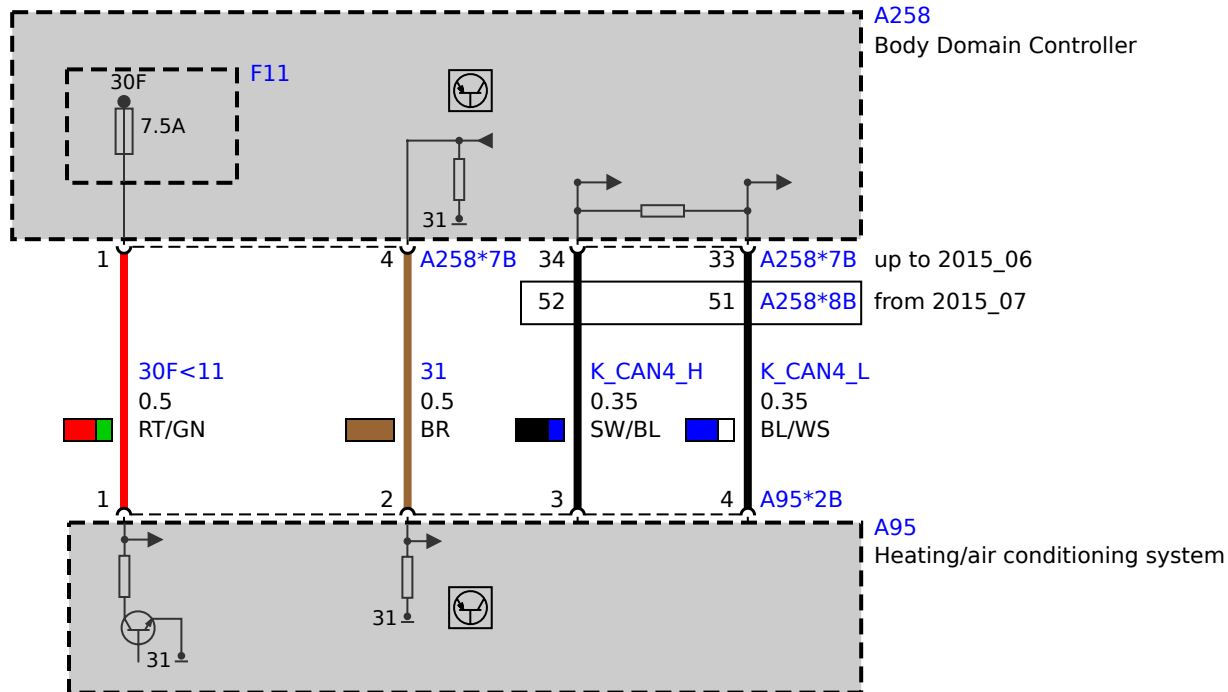 A258
Body Domain Controller
30F
F11
7.5A
31
1
4 A258*7B
34
33 A258*7B
up to 2015_06
52
51 A258*8B
from 2015_07
30F<11
0.5
RT/GN
31
0.5
BR
K_CAN4_H
0.35
SW/BL
K_CAN4_L
0.35
BL/WS
1
2
3
4 A95*2B
A95
Heating/air conditioning system
31
31